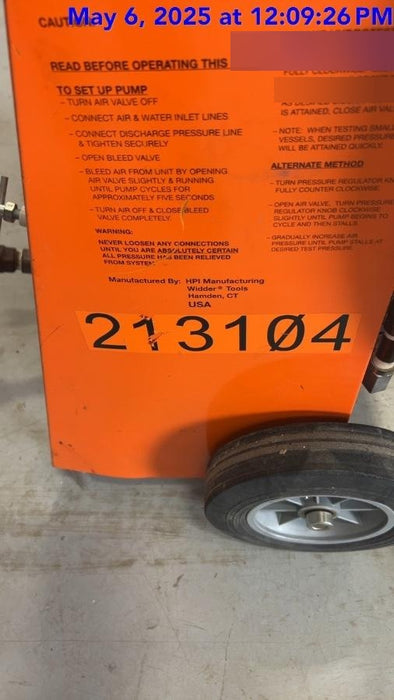 May 6, 2025 at 12:09:26 PM
CAUTION
READ BEFORE OPERATING THIS
TO SET UP PUMP
– TURN AIR VALVE OFF
– CONNECT AIR & WATER INLET LINES
– CONNECT DISCHARGE PRESSURE LINE
& TIGHTEN SECURELY
– OPEN BLEED VALVE
– BLEED AIR FROM UNIT BY OPENING
AIR VALVE SLIGHTLY & RUNNING
UNTIL PUMP CYCLES FOR
APPROXIMATELY FIVE SECONDS
– TURN AIR OFF & CLOSE BLEED
VALVE COMPLETELY.
WARNING:
NEVER LOOSEN ANY CONNECTIONS
UNTIL YOU ARE ABSOLUTELY CERTAIN
ALL PRESSURE HAS BEEN RELIEVED
FROM SYSTEM
FULLY CLOCKWISE
IS ATTAINED, CLOSE AIR VAL
– NOTE: WHEN TESTING SMAL
VESSELS, DESIRED PRESSURE
WILL BE ATTAINED QUICKLY.
ALTERNATE METHOD
– TURN PRESSURE REGULATOR KN
FULLY COUNTER CLOCKWISE
– OPEN AIR VALVE, TURN PRESSURE
REGULATOR KNOB CLOCKWISE
SLIGHTLY UNTIL PUMP BEGINS TO
CYCLE AND THEN STALLS
– GRADUALLY INCREASE AIR
PRESSURE UNTIL PUMP STALLS AT
DESIRED TEST PRESSURE.
Manufactured By: HPI Manufacturing
Widder® Tools
Hamden, CT
USA
2131Ø4